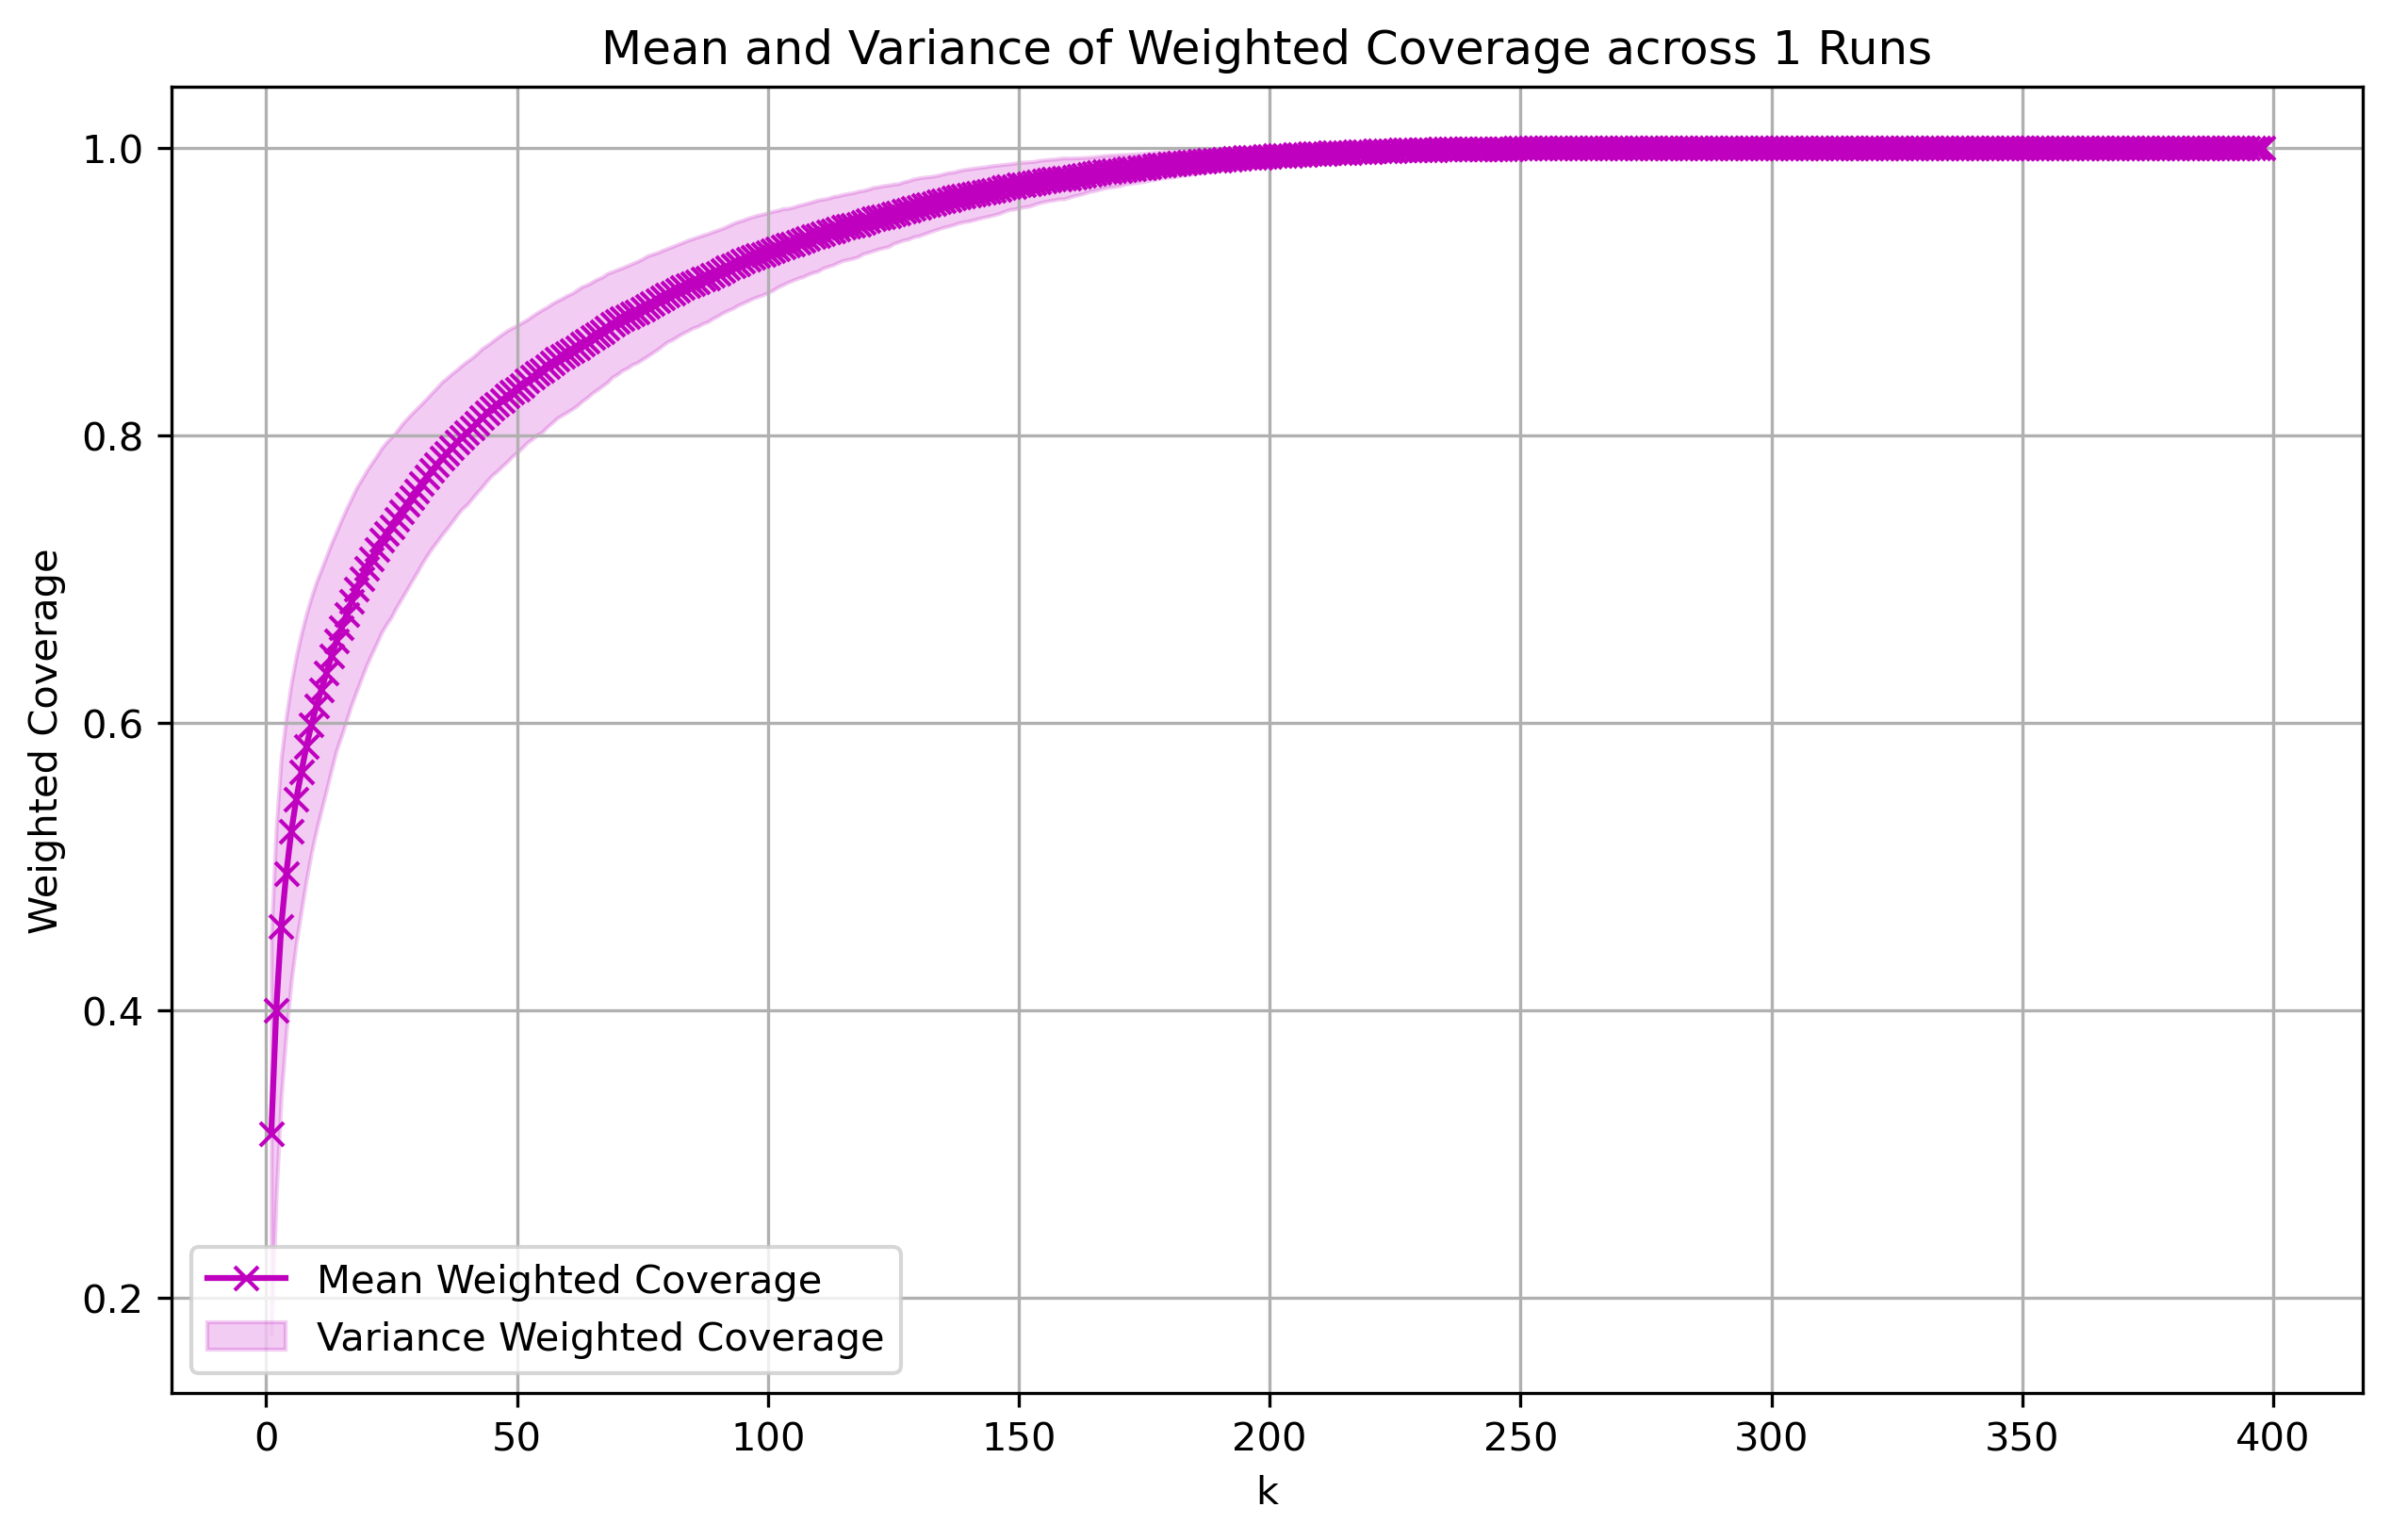 Mean and Variance of Weighted Coverage across 1 Runs
Weighted Coverage
1.0
0.8
0.6
0.4
0.2
Mean Weighted Coverage
Variance Weighted Coverage
0 50 100 150 200 250 300 350 400
k